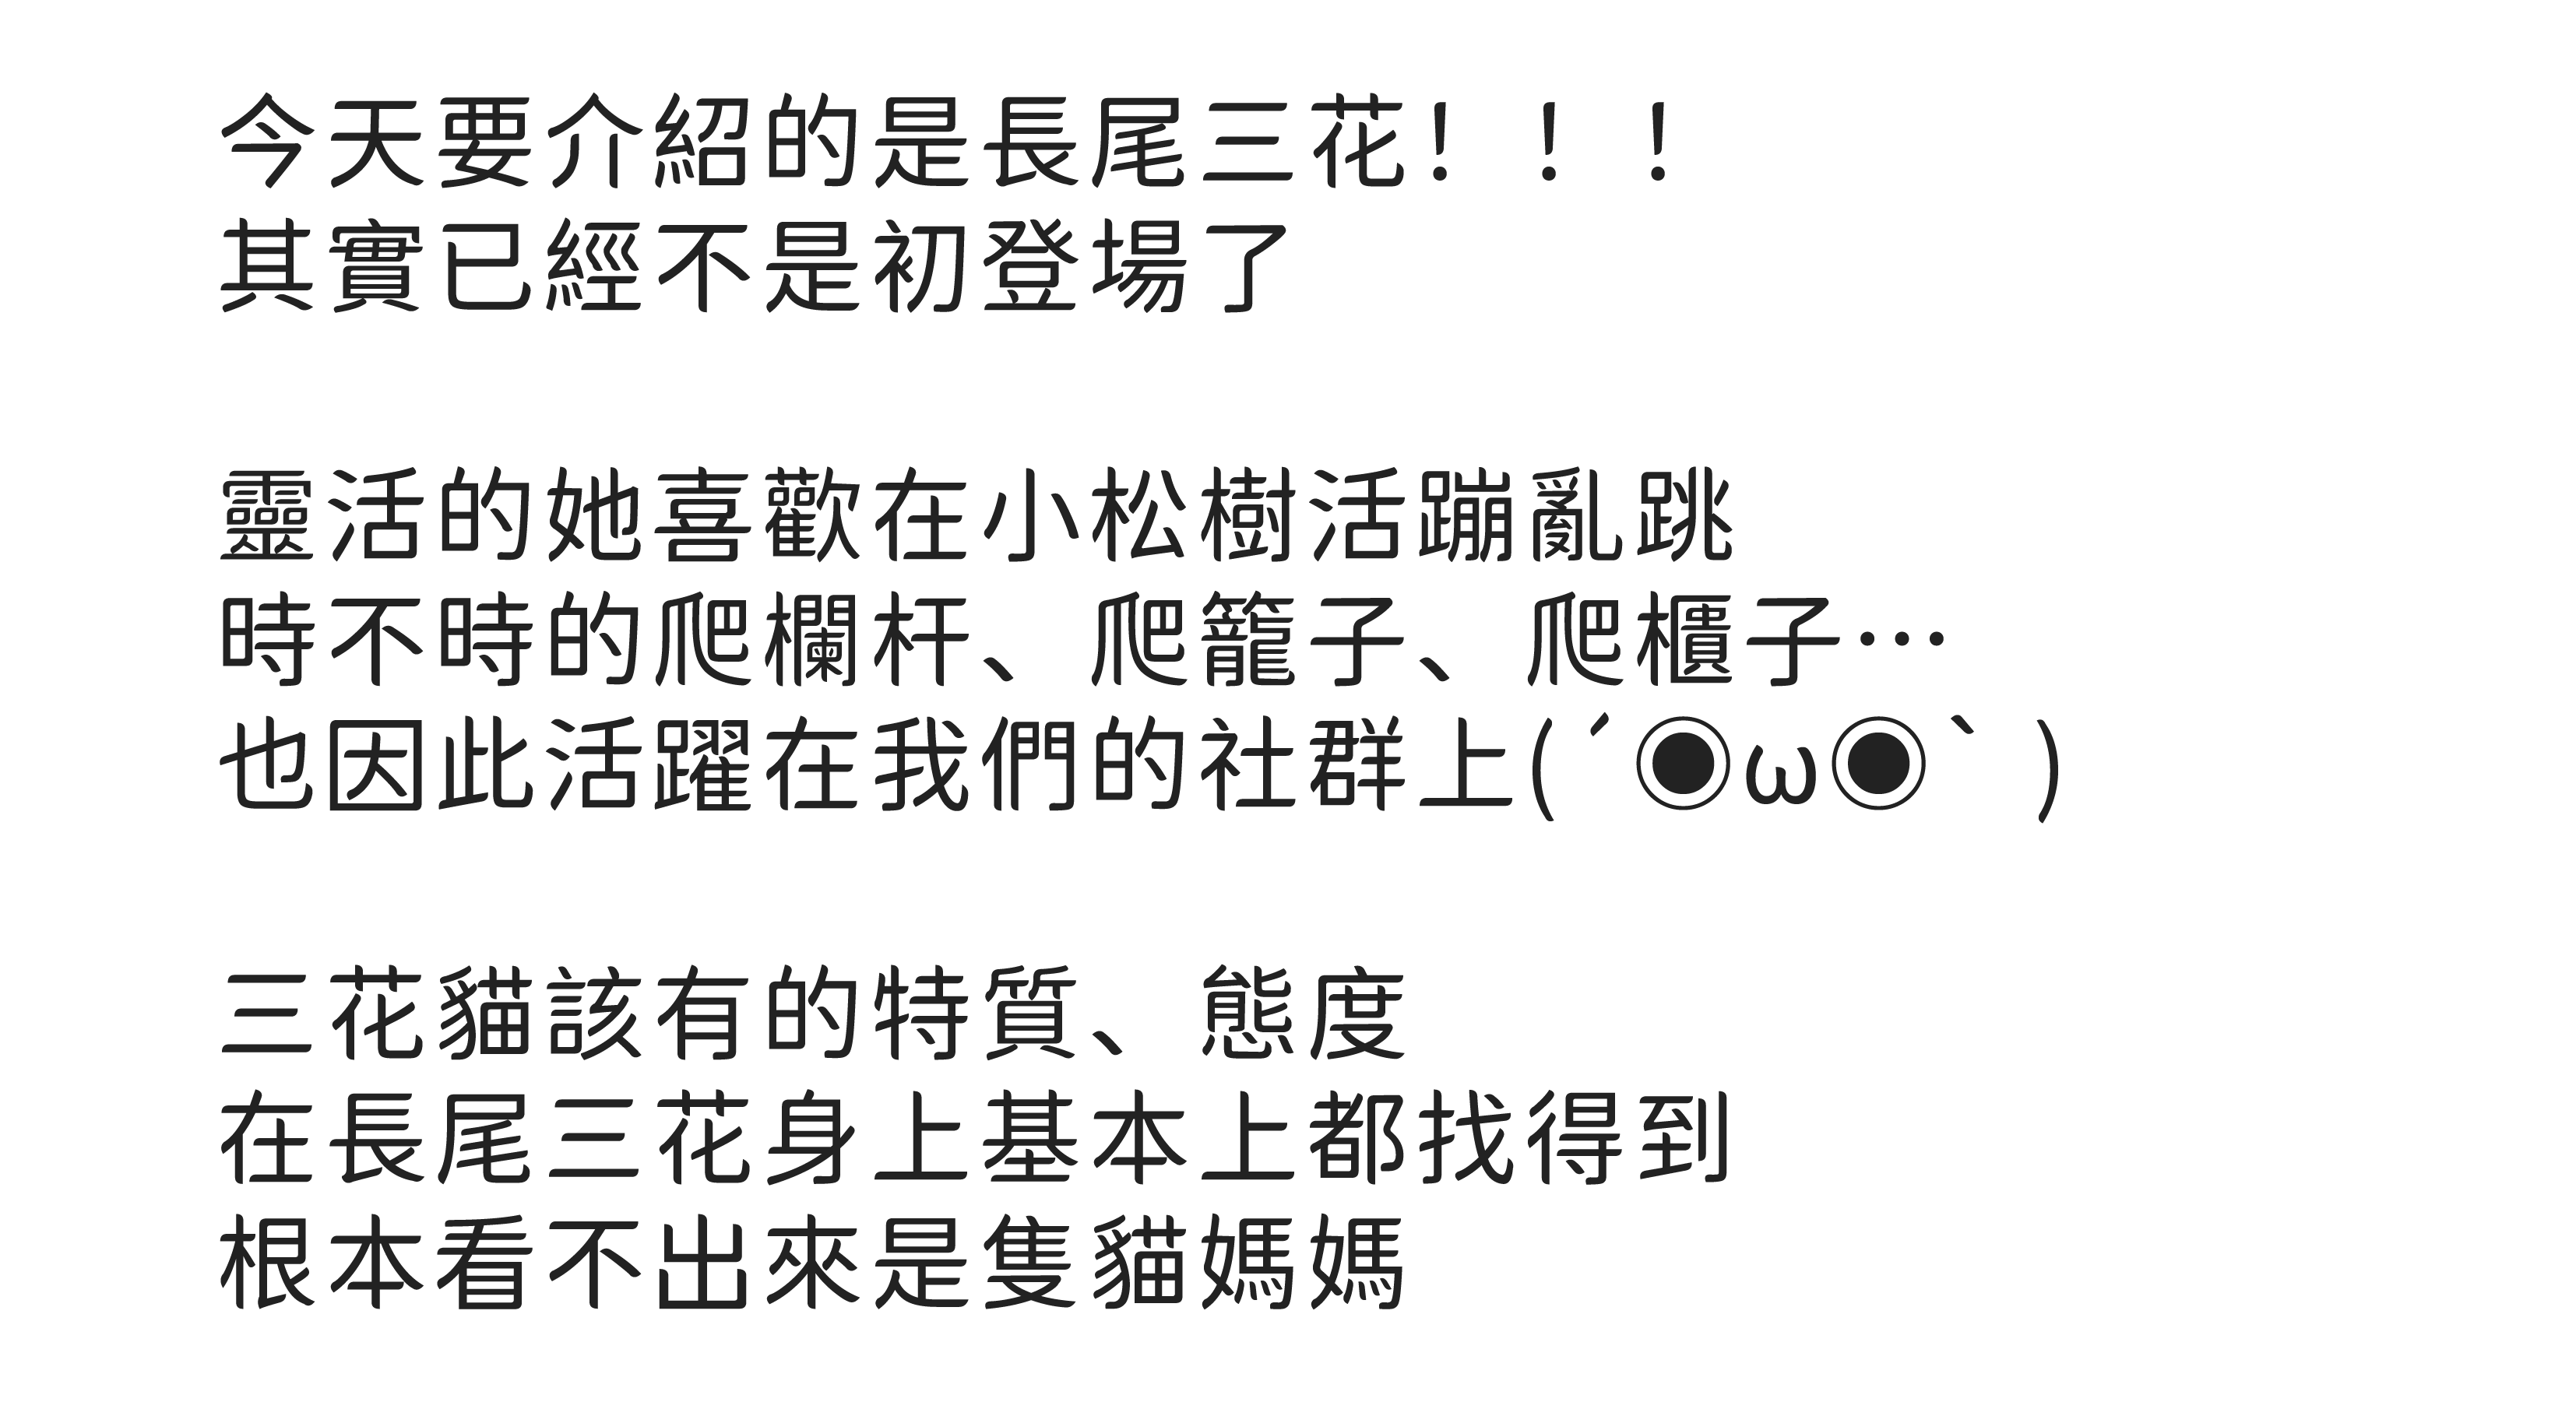 今天要介紹的是長尾三花！！！
其實已經不是初登場了
靈活的她喜歡在小松樹活蹦亂跳
時不時的爬欄杆、爬籠子、爬櫃子…
也因此活躍在我們的社群上(´◉ω◉` )
三花貓該有的特質、態度
在長尾三花身上基本上都找得到
根本看不出來是隻貓媽媽